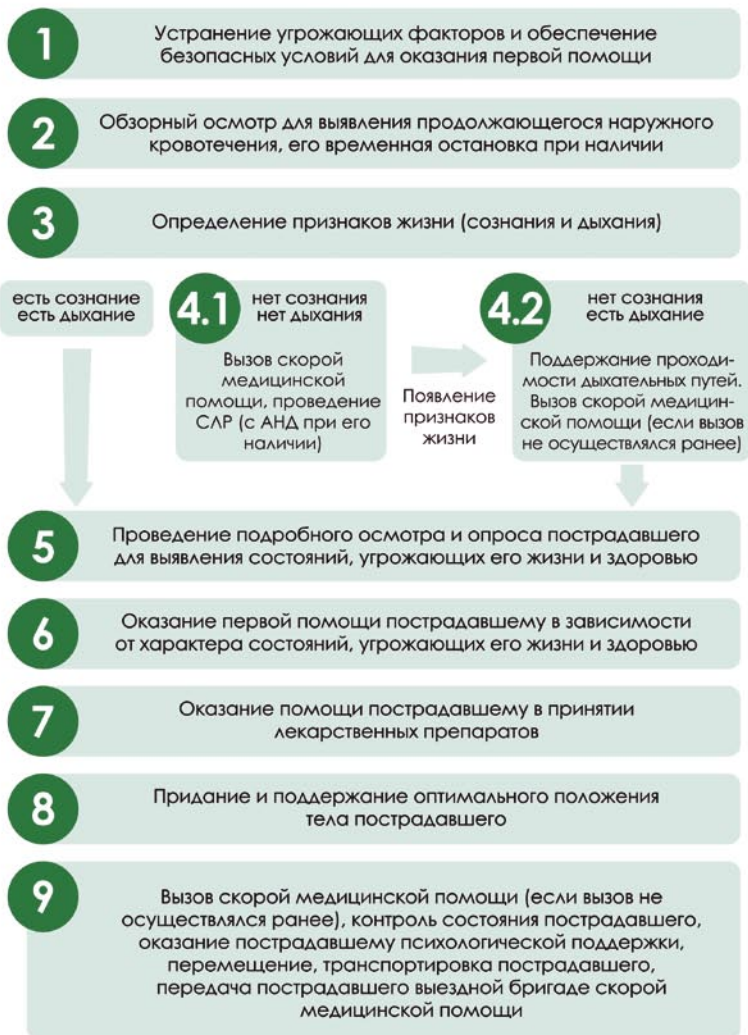 1
Устранение угрожающих факторов и обеспечение
безопасных условий для оказания первой помощи
2
Обзорный осмотр для выявления продолжающегося наружного
кровотечения, его временная остановка при наличии
3
Определение признаков жизни (сознания и дыхания)
есть сознание
есть дыхание
4.1
нет сознания
нет дыхания
Вызов скорой
медицинской
помощи, проведение
СЛР (с АНД при его
наличии)
Появление
признаков
жизни
4.2
нет сознания
есть дыхание
Поддержание проходи-
мости дыхательных путей.
Вызов скорой медицин-
ской помощи (если вызов
не осуществлялся ранее)
5
Проведение подробного осмотра и опроса пострадавшего
для выявления состояний, угрожающих его жизни и здоровью
6
Оказание первой помощи пострадавшему в зависимости
от характера состояний, угрожающих его жизни и здоровью
7
Оказание помощи пострадавшему в принятии
лекарственных препаратов
8
Придание и поддержание оптимального положения
тела пострадавшего
9
Вызов скорой медицинской помощи (если вызов не
осуществлялся ранее), контроль состояния пострадавшего,
оказание пострадавшему психологической поддержки,
перемещение, транспортировка пострадавшего,
передача пострадавшего выездной бригаде скорой
медицинской помощи